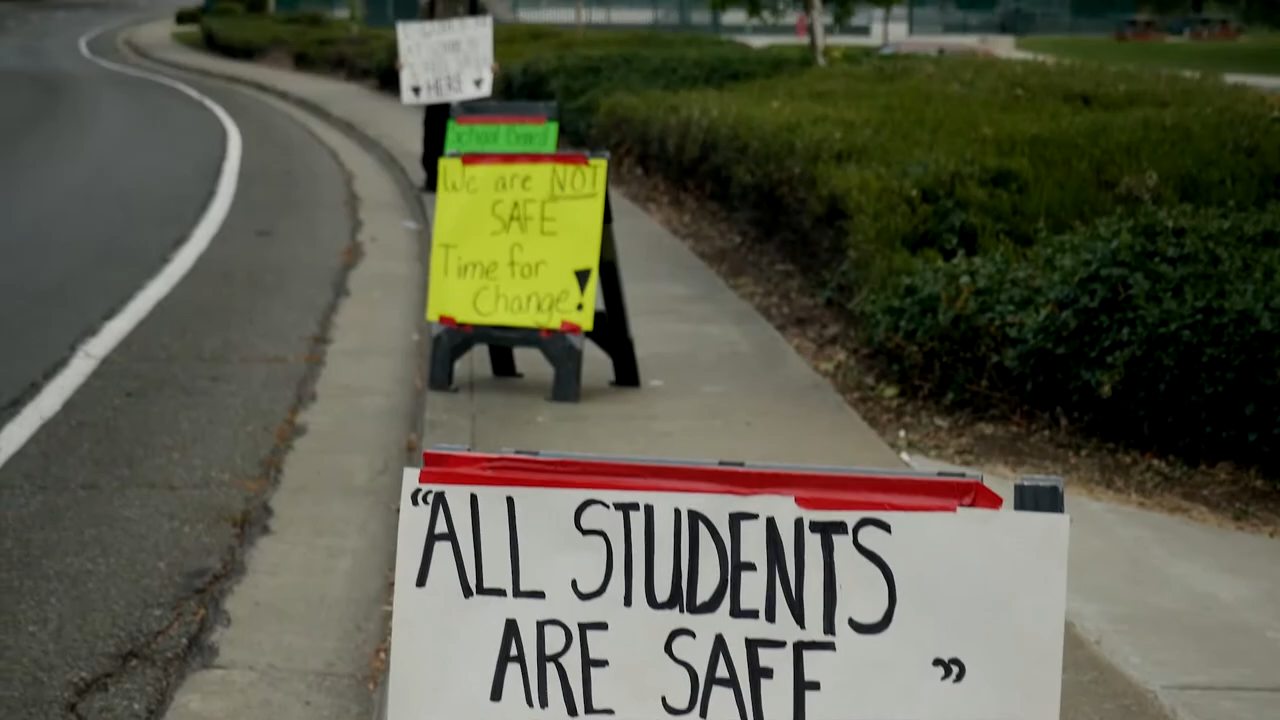 HERE
School Board
We are NOT
SAFE
Time for
Change!
“ALL STUDENTS
ARE SAFE ”